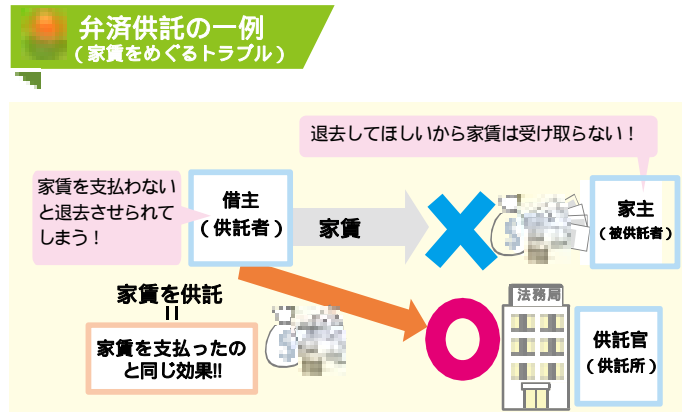 弁済供託の一例
（家賃をめぐるトラブル）
退去してほしいから家賃は受け取らない！
家賃を支払わない
と退去させられて
しまう！
借主
（供託者）
家賃
家主
（被供託者）
家賃を供託
＝
家賃を支払ったの
と同じ効果!!
法務局
供託官
（供託所）